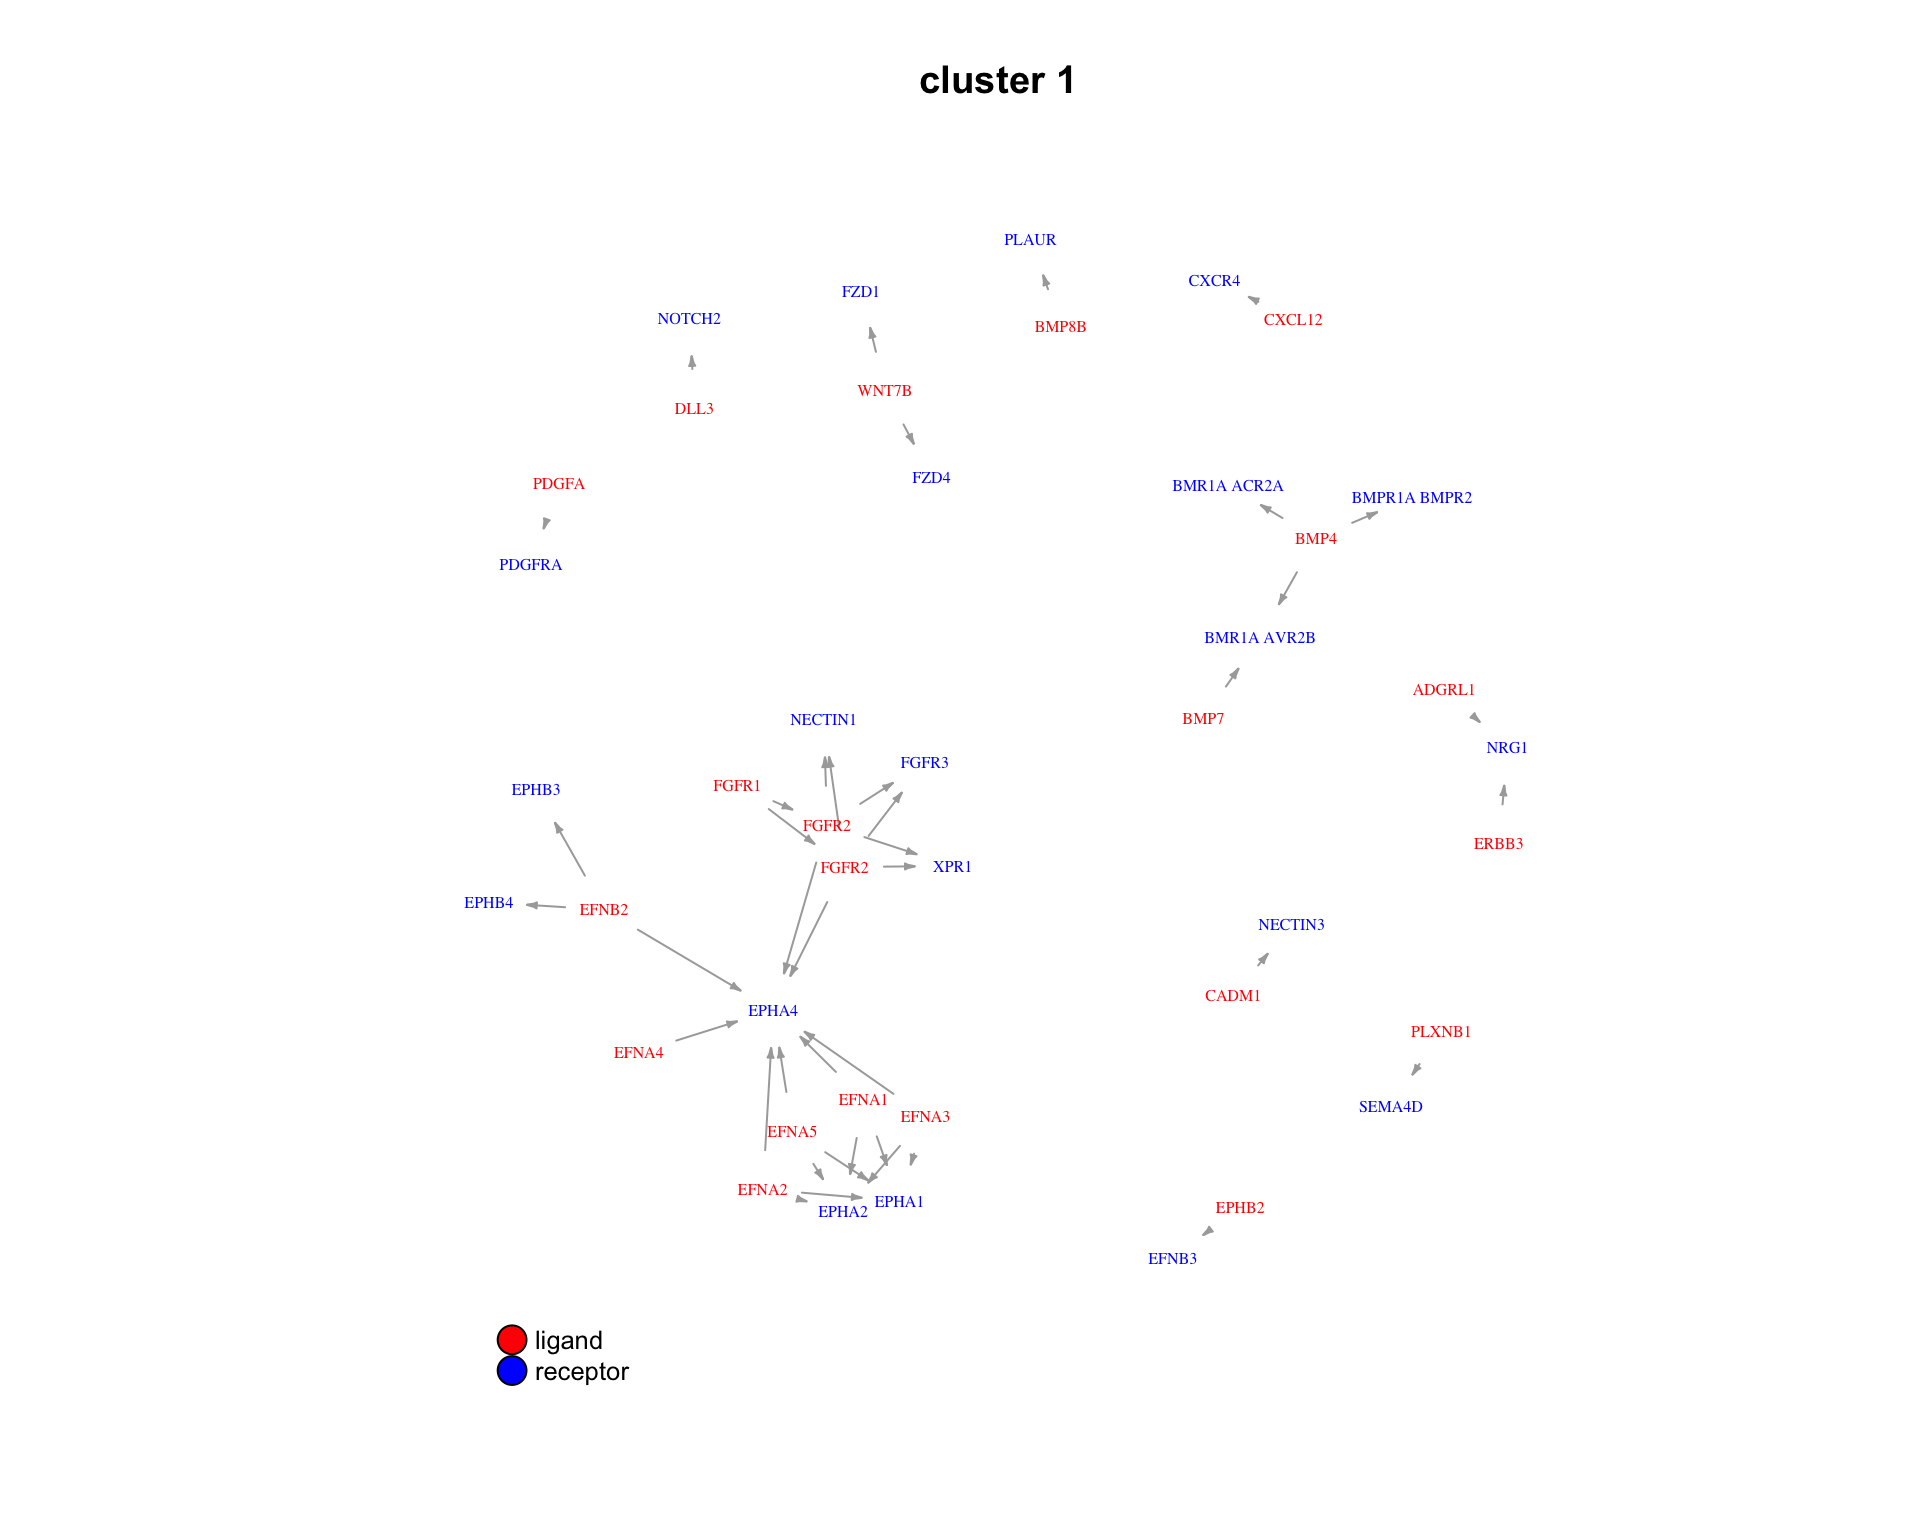 cluster 1
PLAUR
CXCR4
FZD1
NOTCH2
CXCL12
BMP8B
WNT7B
DLL3
FZD4
PDGFA
BMR1A ACR2A
BMPR1A BMPR2
BMP4
PDGFRA
BMR1A AVR2B
ADGRL1
BMP7
NECTIN1
NRG1
FGFR3
FGFR1
EPHB3
FGFR2
ERBB3
FGFR2
XPR1
EPHB4
EFNB2
NECTIN3
CADM1
EPHA4
PLXNB1
EFNA4
EFNA1
SEMA4D
EFNA3
EFNA5
EFNA2
EPHA1
EPHB2
EPHA2
EFNB3
ligand
receptor